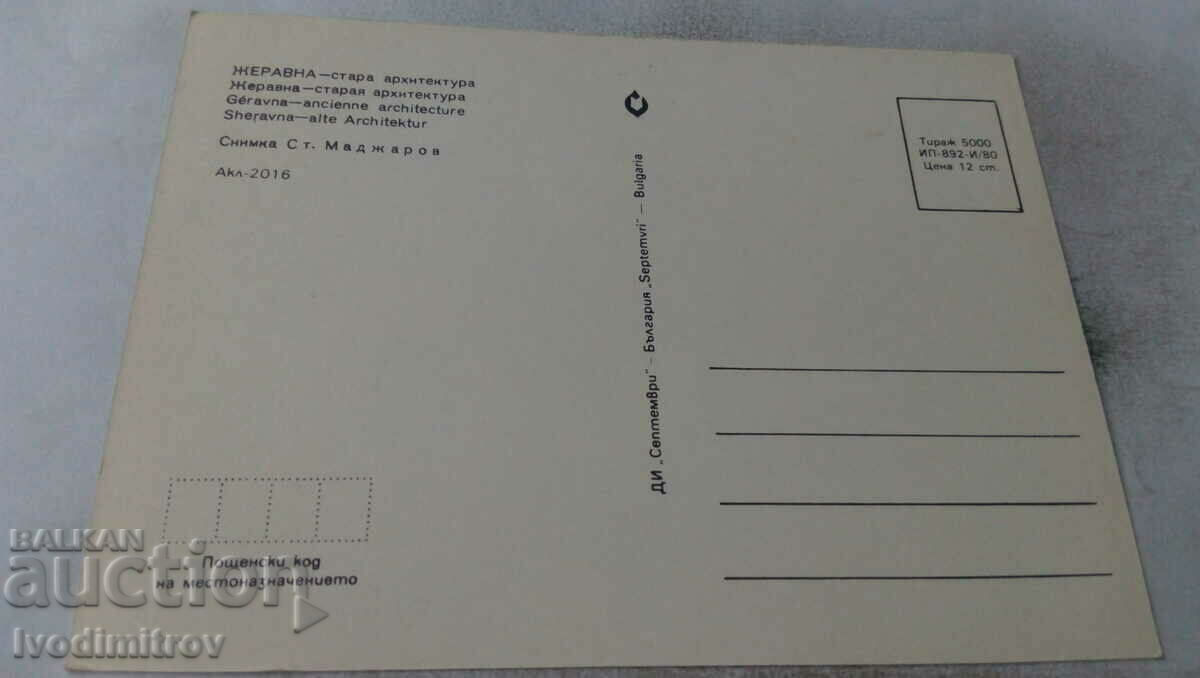 ЖЕРАВНА—стара архитектура
Жеравна—старая архитектура
Géravna—ancienne architecture
Sheravna—alte Architektur
Снимка Ст. Маджаров
Акл-2016
ДИ „Септември" – България „Septemvri" – Bulgaria
Тираж 5000
ИП-892-И/80
Цена 12 ст.
Пощенски код
на местоназначението
BALKAN
auction
Ivodimitrov